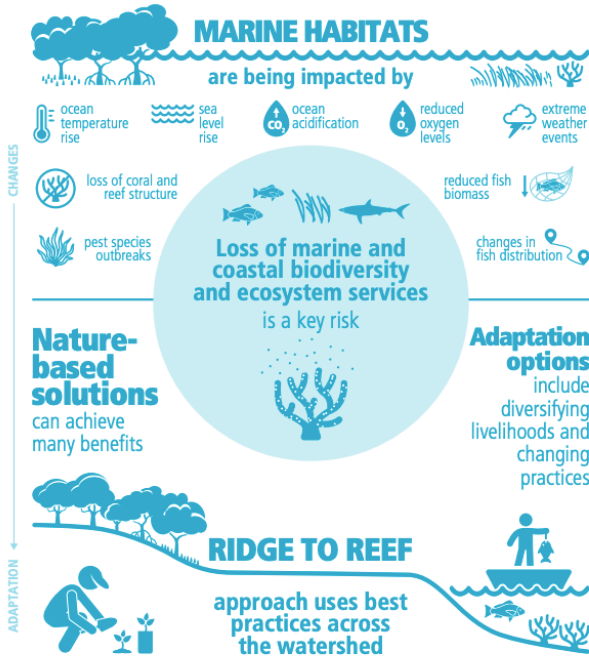 MARINE HABITATS
are being impacted by
ocean
temperature
rise
sea
level
rise
CO₂
ocean
acidification
O₂
reduced
oxygen
levels
extreme
weather
events
CHANGES
loss of coral and
reef structure
reduced fish
biomass
pest species
outbreaks
changes in
fish distribution
Loss of marine and
coastal biodiversity
and ecosystem services
is a key risk
Nature-
based
solutions
can achieve
many benefits
Adaptation
options
include
diversifying
livelihoods and
changing
practices
ADAPTATION
RIDGE TO REEF
approach uses best
practices across
the watershed